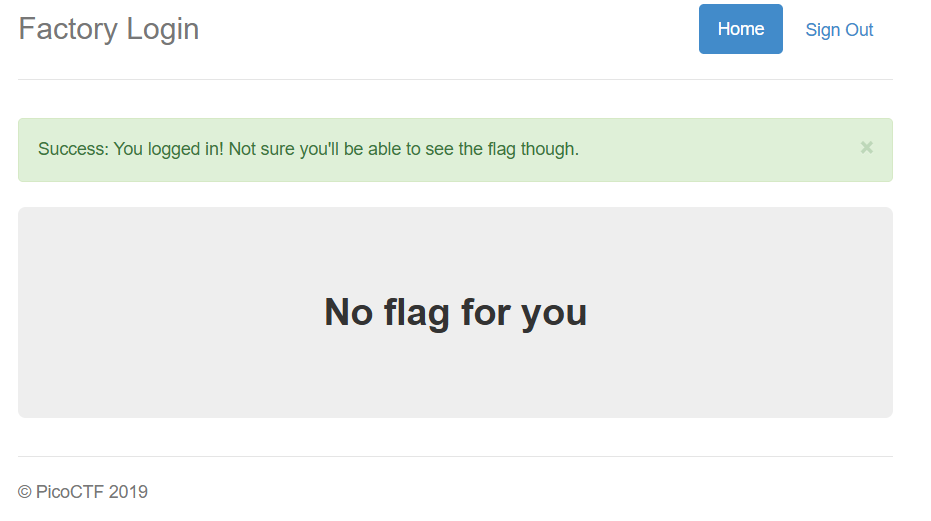 Factory Login
Home
Sign Out
Success: You logged in! Not sure you'll be able to see the flag though.
×
No flag for you
© PicoCTF 2019